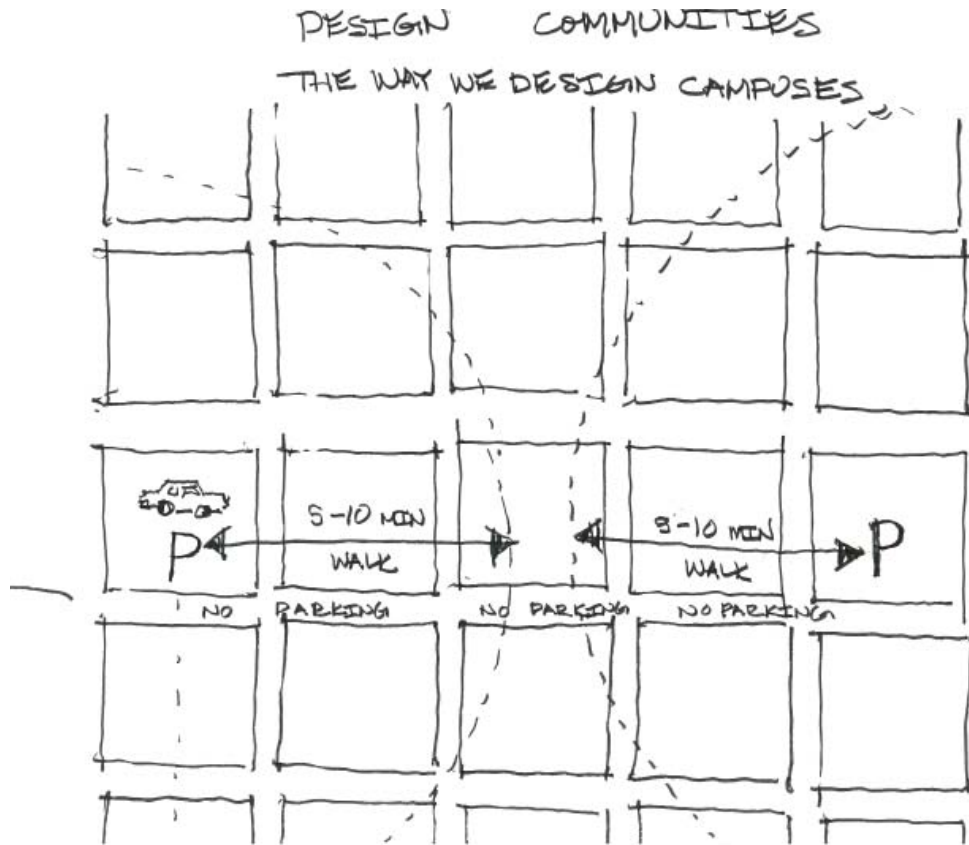 DESIGN COMMUNITIES
THE WAY WE DESIGN CAMPUSES
5-10 MIN
WALK
P
5-10 MIN
WALK
P
NO PARKING NO PARKING NO PARKING